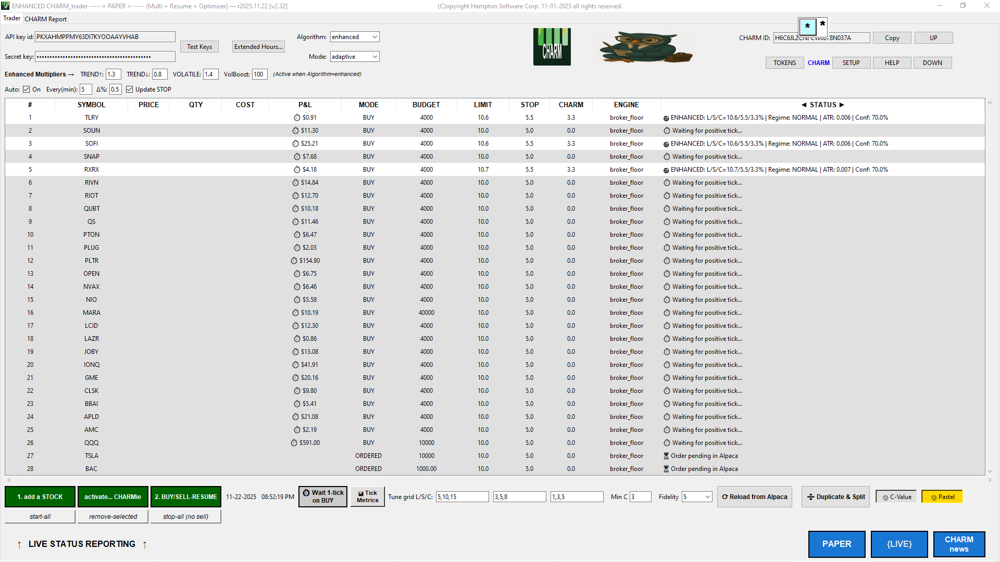 ENHANCED CHARM_trader -----> PAPER <----- (Multi + Resume + Optimizer) — r2025.11.22 [v2.32]
(C)opyright Hampton Software Corp. 11-01-2025 all rights reserved.
Trader CHARM Report
API key id: PKXAHMPPMY63DI7KYOOAAYVHAB
Test Keys Extended Hours... Algorithm: enhanced
CHARM
CHARM ID: Copy UP
* *
Secret key: Mode: adaptive
TOKENS CHARM SETUP HELP DOWN
Enhanced Multipliers → TREND↑: 1.3 TREND↓: 0.8 VOLATILE: 1.4 VolBoost: 100 (Active when Algorithm=enhanced)
Auto: On Every(min): 5 Δ%: 0.5 Update STOP
# SYMBOL PRICE QTY COST P&L MODE BUDGET LIMIT STOP CHARM ENGINE ◄ STATUS ►
1 TLRY $0.91 BUY 4000 10.6 5.5 3.3 broker_floor ENHANCED: L/S/C=10.6/5.5/3.3% | Regime: NORMAL | ATR: 0.006 | Conf: 70.0%
2 SOUN $11.30 BUY 4000 10.0 5.0 0.0 broker_floor Waiting for positive tick...
3 SOFI $25.21 BUY 4000 10.6 5.5 3.3 broker_floor ENHANCED: L/S/C=10.6/5.5/3.3% | Regime: NORMAL | ATR: 0.006 | Conf: 70.0%
4 SNAP $7.68 BUY 4000 10.0 5.0 0.0 broker_floor Waiting for positive tick...
5 RXRX $4.18 BUY 4000 10.7 5.5 3.3 broker_floor ENHANCED: L/S/C=10.7/5.5/3.3% | Regime: NORMAL | ATR: 0.007 | Conf: 70.0%
6 RIVN $14.84 BUY 4000 10.0 5.0 0.0 broker_floor Waiting for positive tick...
7 RIOT $12.70 BUY 4000 10.0 5.0 0.0 broker_floor Waiting for positive tick...
8 QUBT $10.18 BUY 4000 10.0 5.0 0.0 broker_floor Waiting for positive tick...
9 QS $11.46 BUY 4000 10.0 5.0 0.0 broker_floor Waiting for positive tick...
10 PTON $6.47 BUY 4000 10.0 5.0 0.0 broker_floor Waiting for positive tick...
11 PLUG $2.03 BUY 4000 10.0 5.0 0.0 broker_floor Waiting for positive tick...
12 PLTR $154.90 BUY 4000 10.0 5.0 0.0 broker_floor Waiting for positive tick...
13 OPEN $6.75 BUY 4000 10.0 5.0 0.0 broker_floor Waiting for positive tick...
14 NVAX $6.46 BUY 4000 10.0 5.0 0.0 broker_floor Waiting for positive tick...
15 NIO $5.58 BUY 4000 10.0 5.0 0.0 broker_floor Waiting for positive tick...
16 MARA $10.19 BUY 40000 10.0 5.0 0.0 broker_floor Waiting for positive tick...
17 LCID $12.30 BUY 4000 10.0 5.0 0.0 broker_floor Waiting for positive tick...
18 LAZR $0.86 BUY 4000 10.0 5.0 0.0 broker_floor Waiting for positive tick...
19 JOBY $13.08 BUY 4000 10.0 5.0 0.0 broker_floor Waiting for positive tick...
20 IONQ $41.91 BUY 4000 10.0 5.0 0.0 broker_floor Waiting for positive tick...
21 GME $20.16 BUY 4000 10.0 5.0 0.0 broker_floor Waiting for positive tick...
22 CLSK $9.80 BUY 4000 10.0 5.0 0.0 broker_floor Waiting for positive tick...
23 BBAI $5.41 BUY 4000 10.0 5.0 0.0 broker_floor Waiting for positive tick...
24 APLD $21.08 BUY 4000 10.0 5.0 0.0 broker_floor Waiting for positive tick...
25 AMC $2.19 BUY 4000 10.0 5.0 0.0 broker_floor Waiting for positive tick...
26 QQQ $591.00 BUY 10000 10.0 5.0 0.0 broker_floor Waiting for positive tick...
27 TSLA ORDERED 10000 10.0 5.0 0.0 broker_floor Order pending in Alpaca
28 BAC ORDERED 1000.00 10.0 5.0 0.0 broker_floor Order pending in Alpaca
1. add a STOCK activate... CHARMie 2. BUY/SELL-RESUME 11-22-2025 08:52:19 PM Wait 1-tick on BUY Tick Metrics Tune grid L/S/C: 5,10,15 3,5,8 1,3,5 Min C 3 Fidelity 5 Reload from Alpaca Duplicate & Split C-Value Pastel
start-all remove-selected stop-all (no sell)
↑ LIVE STATUS REPORTING ↑
PAPER {LIVE} CHARM news